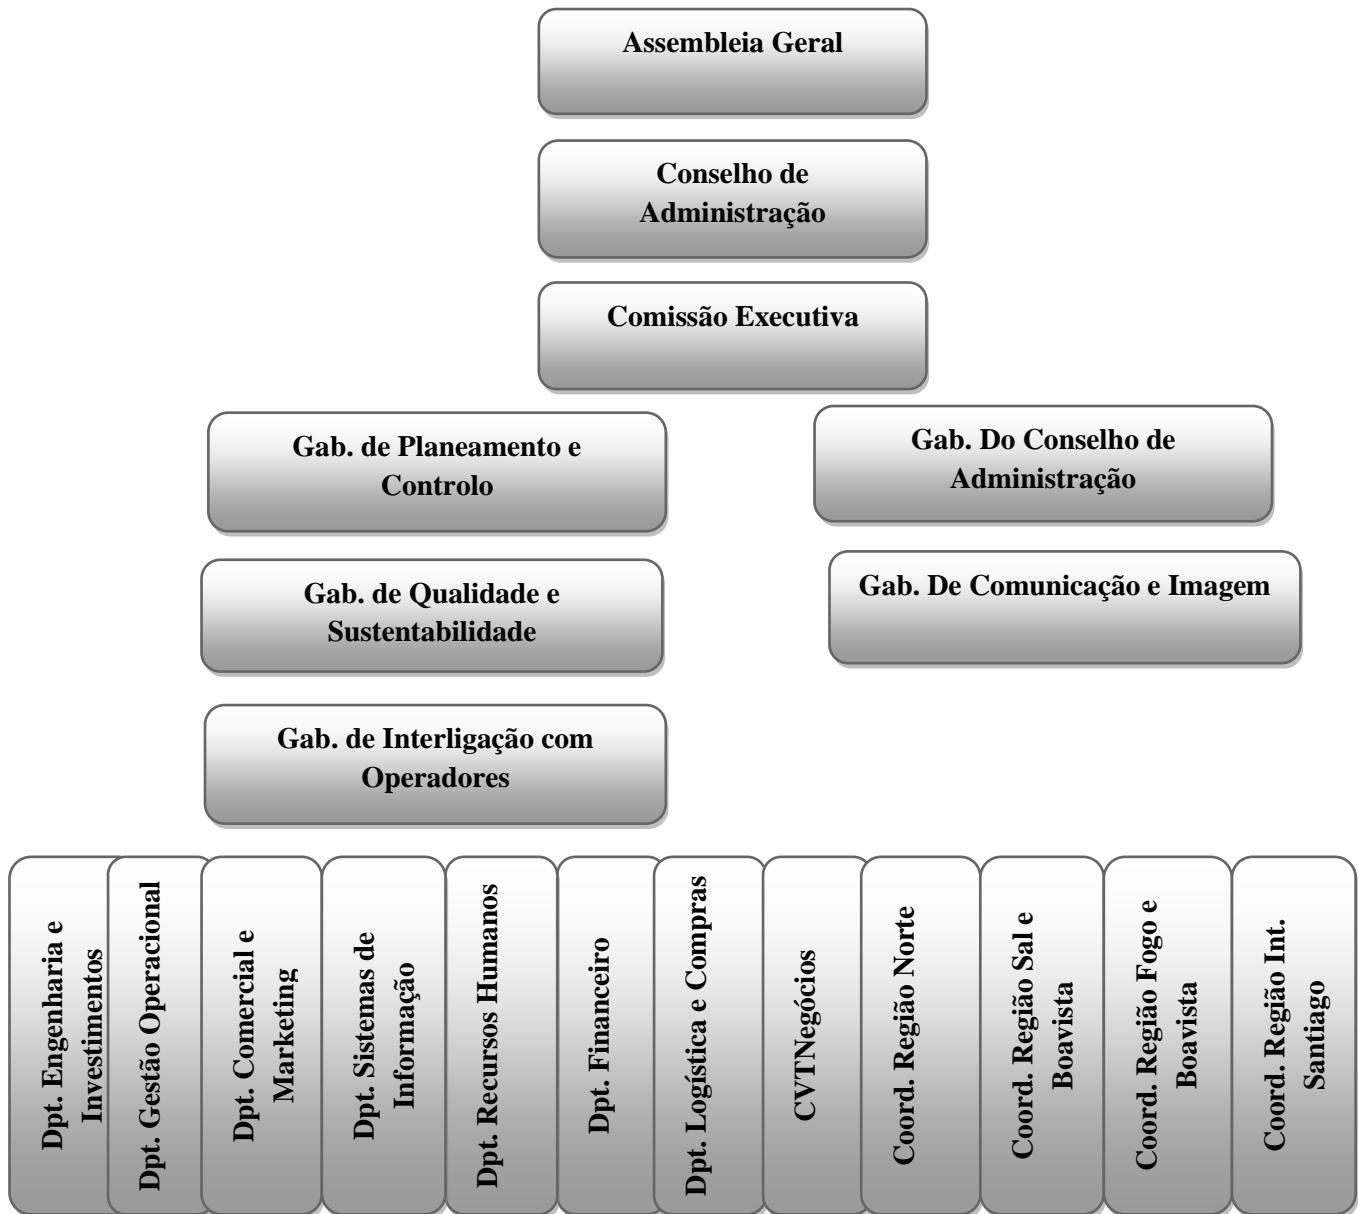 Assembleia Geral
Conselho de
Administração
Comissão Executiva
Gab. de Planeamento e
Controlo
Gab. Do Conselho de
Administração
Gab. de Qualidade e
Sustentabilidade
Gab. De Comunicação e Imagem
Gab. de Interligação com
Operadores
Dpt. Engenharia e
Investimentos
Dpt. Gestão Operacional
Dpt. Comercial e
Marketing
Dpt. Sistemas de
Informação
Dpt. Recursos Humanos
Dpt. Financeiro
Dpt. Logística e Compras
CVTNegócios
Coord. Região Norte
Coord. Região Sal e
Boavista
Coord. Região Fogo e
Boavista
Coord. Região Int.
Santiago